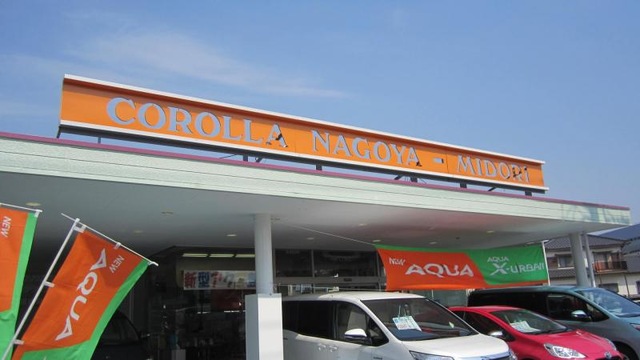 COROLLA NAGOYA - MIDORI
NEW
AQUA
NEW
AQUA
NEW AQUA AQUA X-URBAN
新型